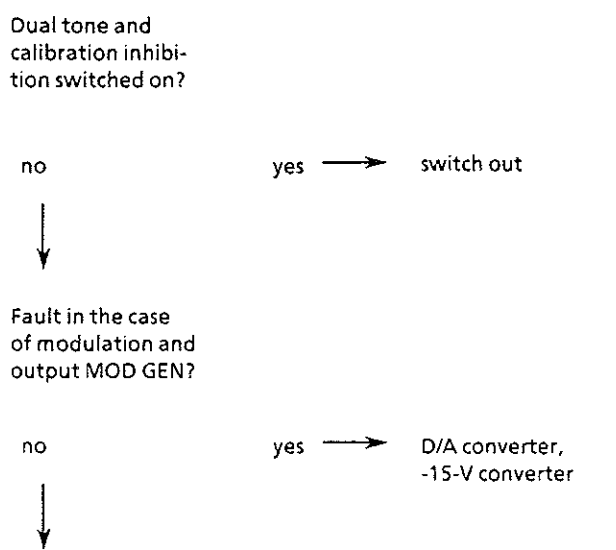 Dual tone and
calibration inhibi-
tion switched on?
no yes switch out
Fault in the case
of modulation and
output MOD GEN?
no yes D/A converter,
-15-V converter